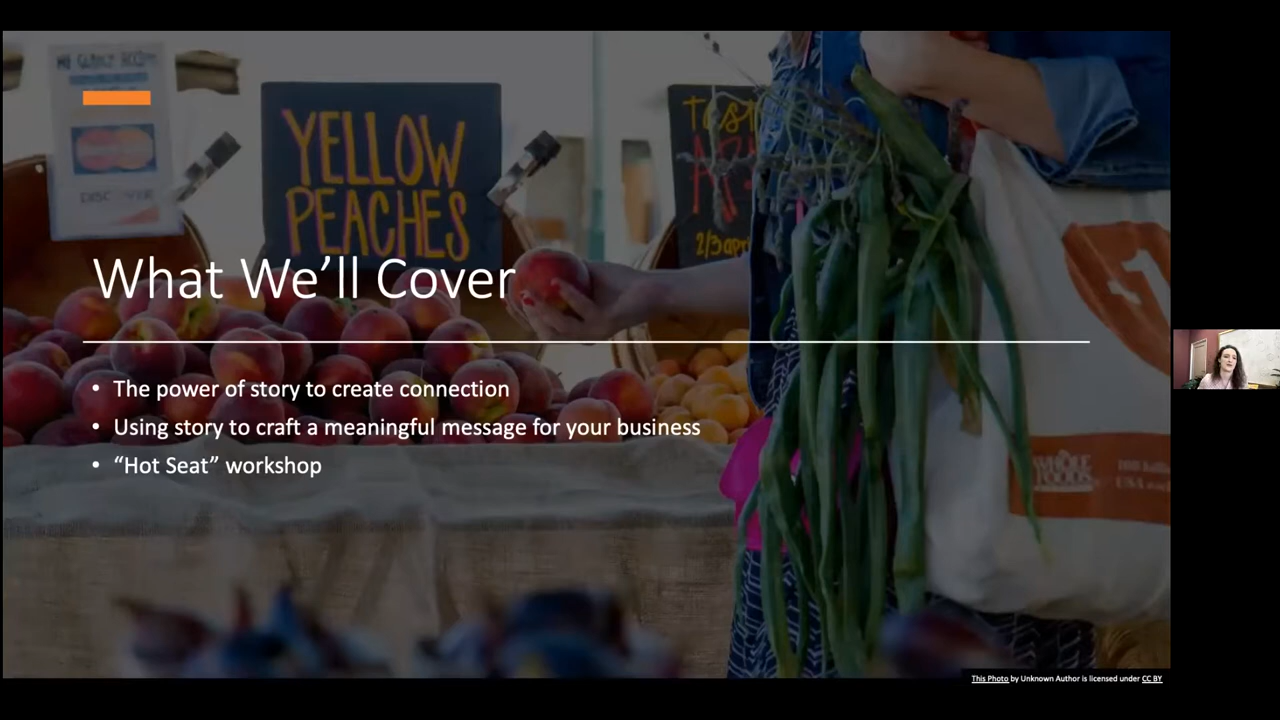 DISCOVER
YELLOW
PEACHES
What We’ll Cover
• The power of story to create connection
• Using story to craft a meaningful message for your business
• “Hot Seat” workshop
WHOLE
FOODS
This Photo by Unknown Author is licensed under CC BY